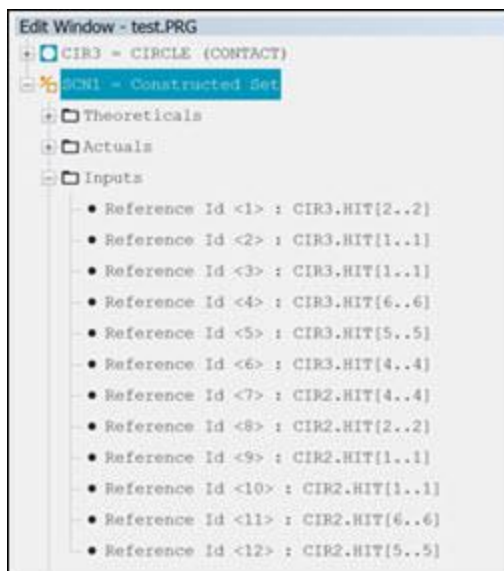 Edit Window - test.PRG
CIR3 = CIRCLE (CONTACT)
SCN1 = Constructed Set
Theoreticals
Actuals
Inputs
Reference Id <1> : CIR3.HIT[2..2]
Reference Id <2> : CIR3.HIT[1..1]
Reference Id <3> : CIR3.HIT[1..1]
Reference Id <4> : CIR3.HIT[6..6]
Reference Id <5> : CIR3.HIT[5..5]
Reference Id <6> : CIR3.HIT[4..4]
Reference Id <7> : CIR2.HIT[4..4]
Reference Id <8> : CIR2.HIT[2..2]
Reference Id <9> : CIR2.HIT[1..1]
Reference Id <10> : CIR2.HIT[1..1]
Reference Id <11> : CIR2.HIT[6..6]
Reference Id <12> : CIR2.HIT[5..5]